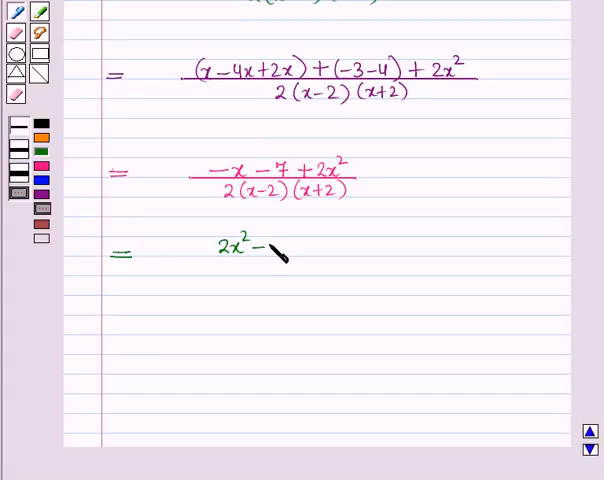 = (x - 4x + 2x) + (-3 - 4) + 2x² / 2(x-2)(x+2)
= -x - 7 + 2x² / 2(x-2)(x+2)
= 2x² -